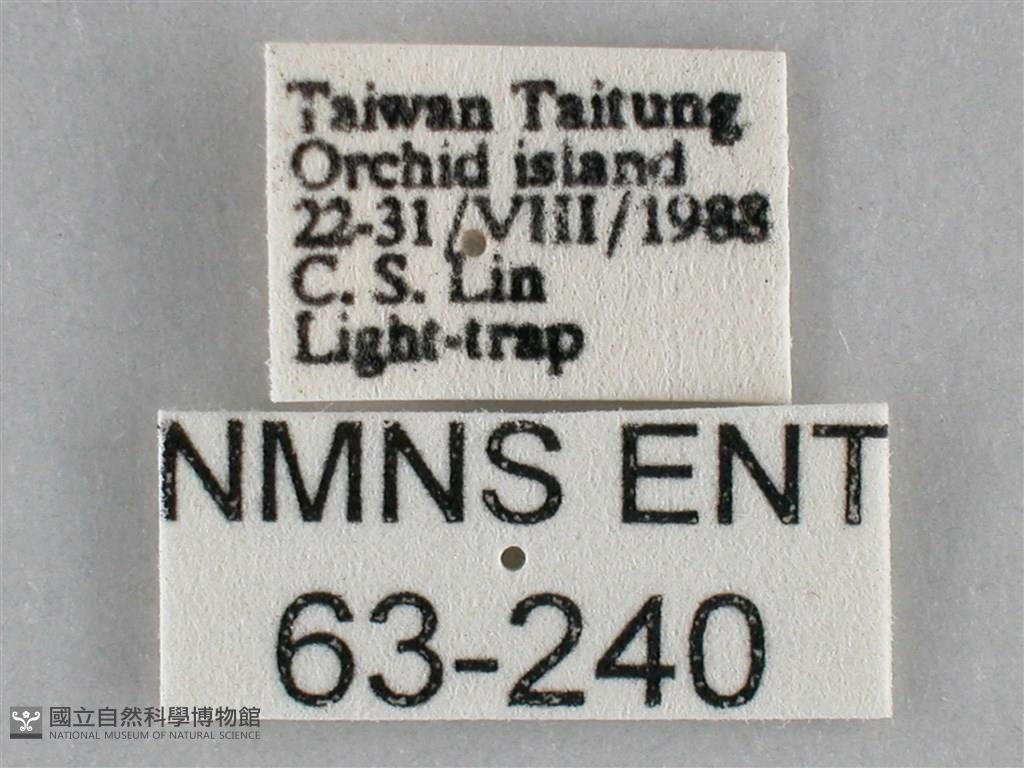 Taiwan Taitung
Orchid island
22-31/VIII/1988
C. S. Lin
Light-trap
NMNS ENT
63-240
國立自然科學博物館
NATIONAL MUSEUM OF NATURAL SCIENCE